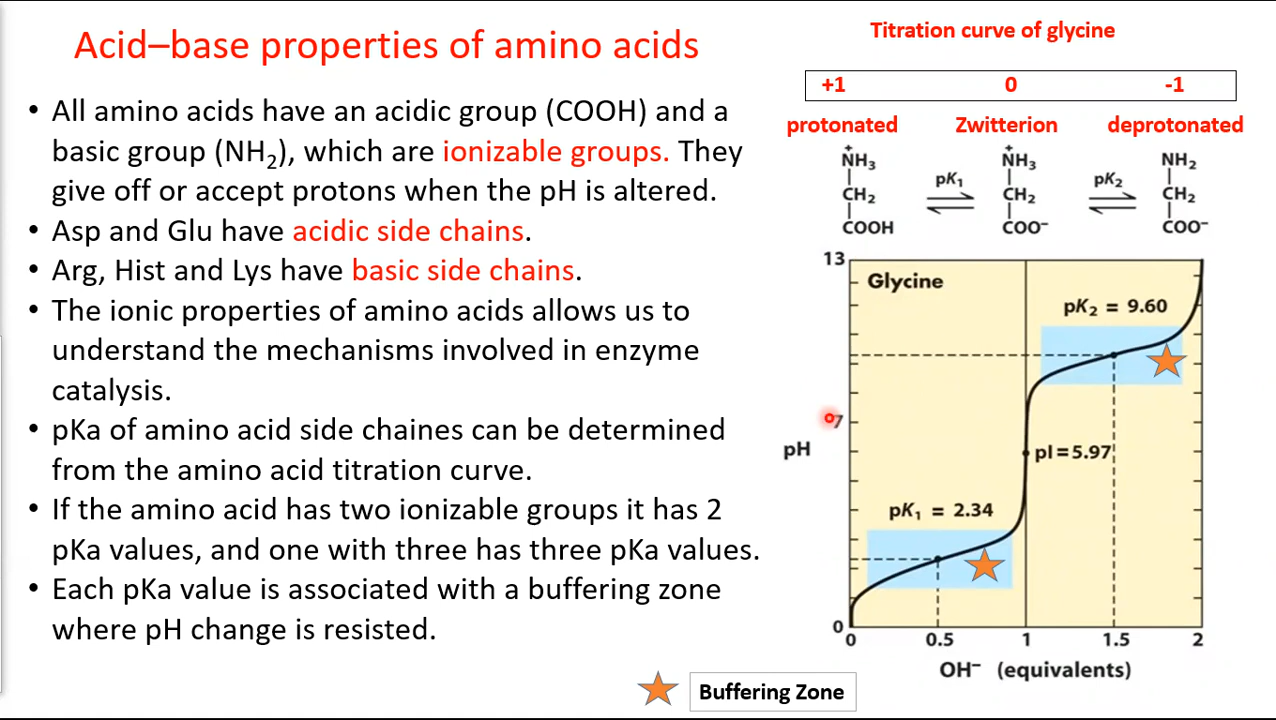 Acid–base properties of amino acids
• All amino acids have an acidic group (COOH) and a
basic group (NH₂), which are ionizable groups. They
give off or accept protons when the pH is altered.
• Asp and Glu have acidic side chains.
• Arg, Hist and Lys have basic side chains.
• The ionic properties of amino acids allows us to
understand the mechanisms involved in enzyme
catalysis.
• pKa of amino acid side chaines can be determined
from the amino acid titration curve.
• If the amino acid has two ionizable groups it has 2
pKa values, and one with three has three pKa values.
• Each pKa value is associated with a buffering zone
where pH change is resisted.
Titration curve of glycine
+1 0 -1
protonated Zwitterion deprotonated
N⁺H₃ N⁺H₃ NH₂
pK₁ pK₂
CH₂ CH₂ CH₂
COOH COO⁻ COO⁻
13
Glycine
pK₂ = 9.60
7
pH
pI = 5.97
pK₁ = 2.34
0
0 0.5 1 1.5 2
OH⁻ (equivalents)
Buffering Zone